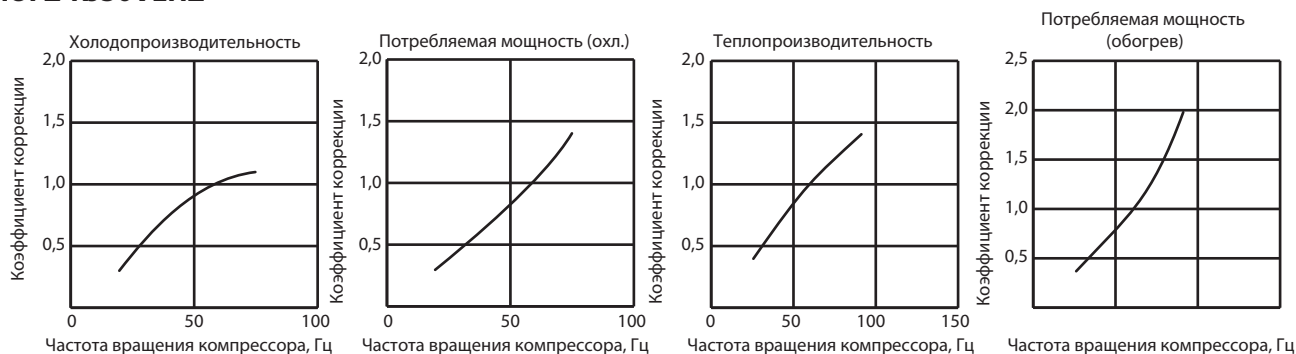 Холодопроизводительность
2,0
1,5
1,0
0,5
0 50 100
Коэффициент коррекции
Частота вращения компрессора, Гц
Потребляемая мощность (охл.)
2,0
1,5
1,0
0,5
0 50 100
Коэффициент коррекции
Частота вращения компрессора, Гц
Теплопроизводительность
2,0
1,5
1,0
0,5
0 50 100 150
Коэффициент коррекции
Частота вращения компрессора, Гц
Потребляемая мощность
(обогрев)
2,5
2,0
1,5
1,0
0,5
Коэффициент коррекции
Частота вращения компрессора, Гц